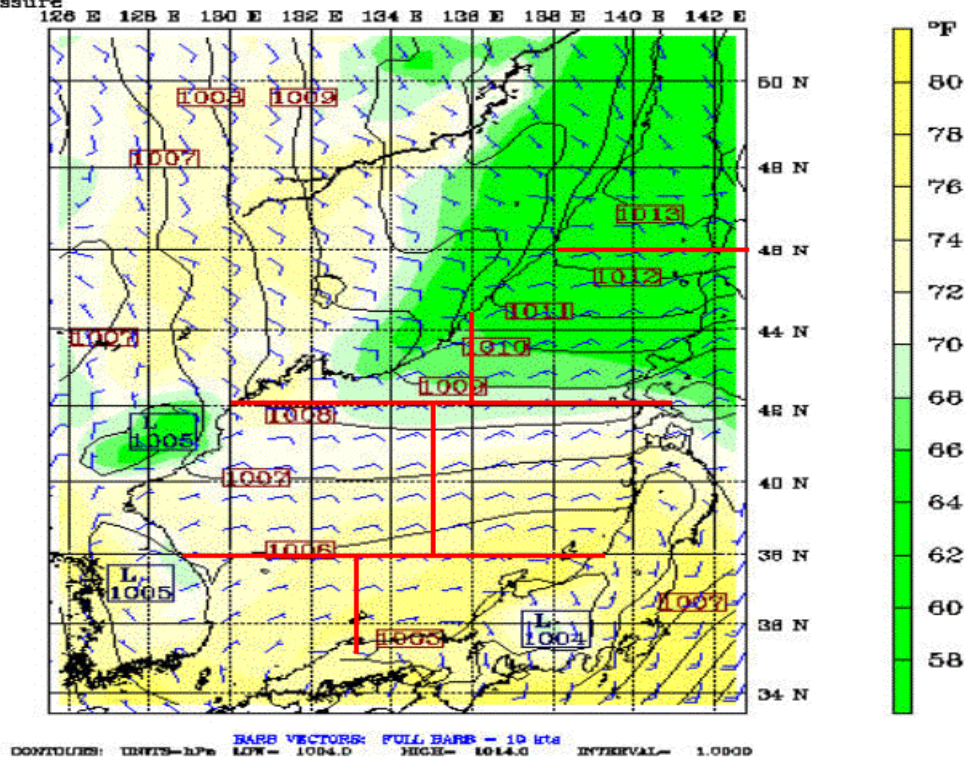 ssure
126 E 128 E 130 E 132 E 134 E 136 E 138 E 140 E 142 E
°F
50 N
80
1008 1009
78
1007
48 N
76
1013
74
46 N
1012
72
1011
1007
44 N
1010
70
1009
68
1008
42 N
L
1005
66
1007
40 N
64
1006
38 N
62
L
1005
1007
60
1005
L
1004
36 N
58
34 N
BARB VECTORS: FULL BARB = 10 kts
CONTOURS: UNITS=hPa LOW= 1004.0 HIGH= 1014.0 INTERVAL= 1.0000